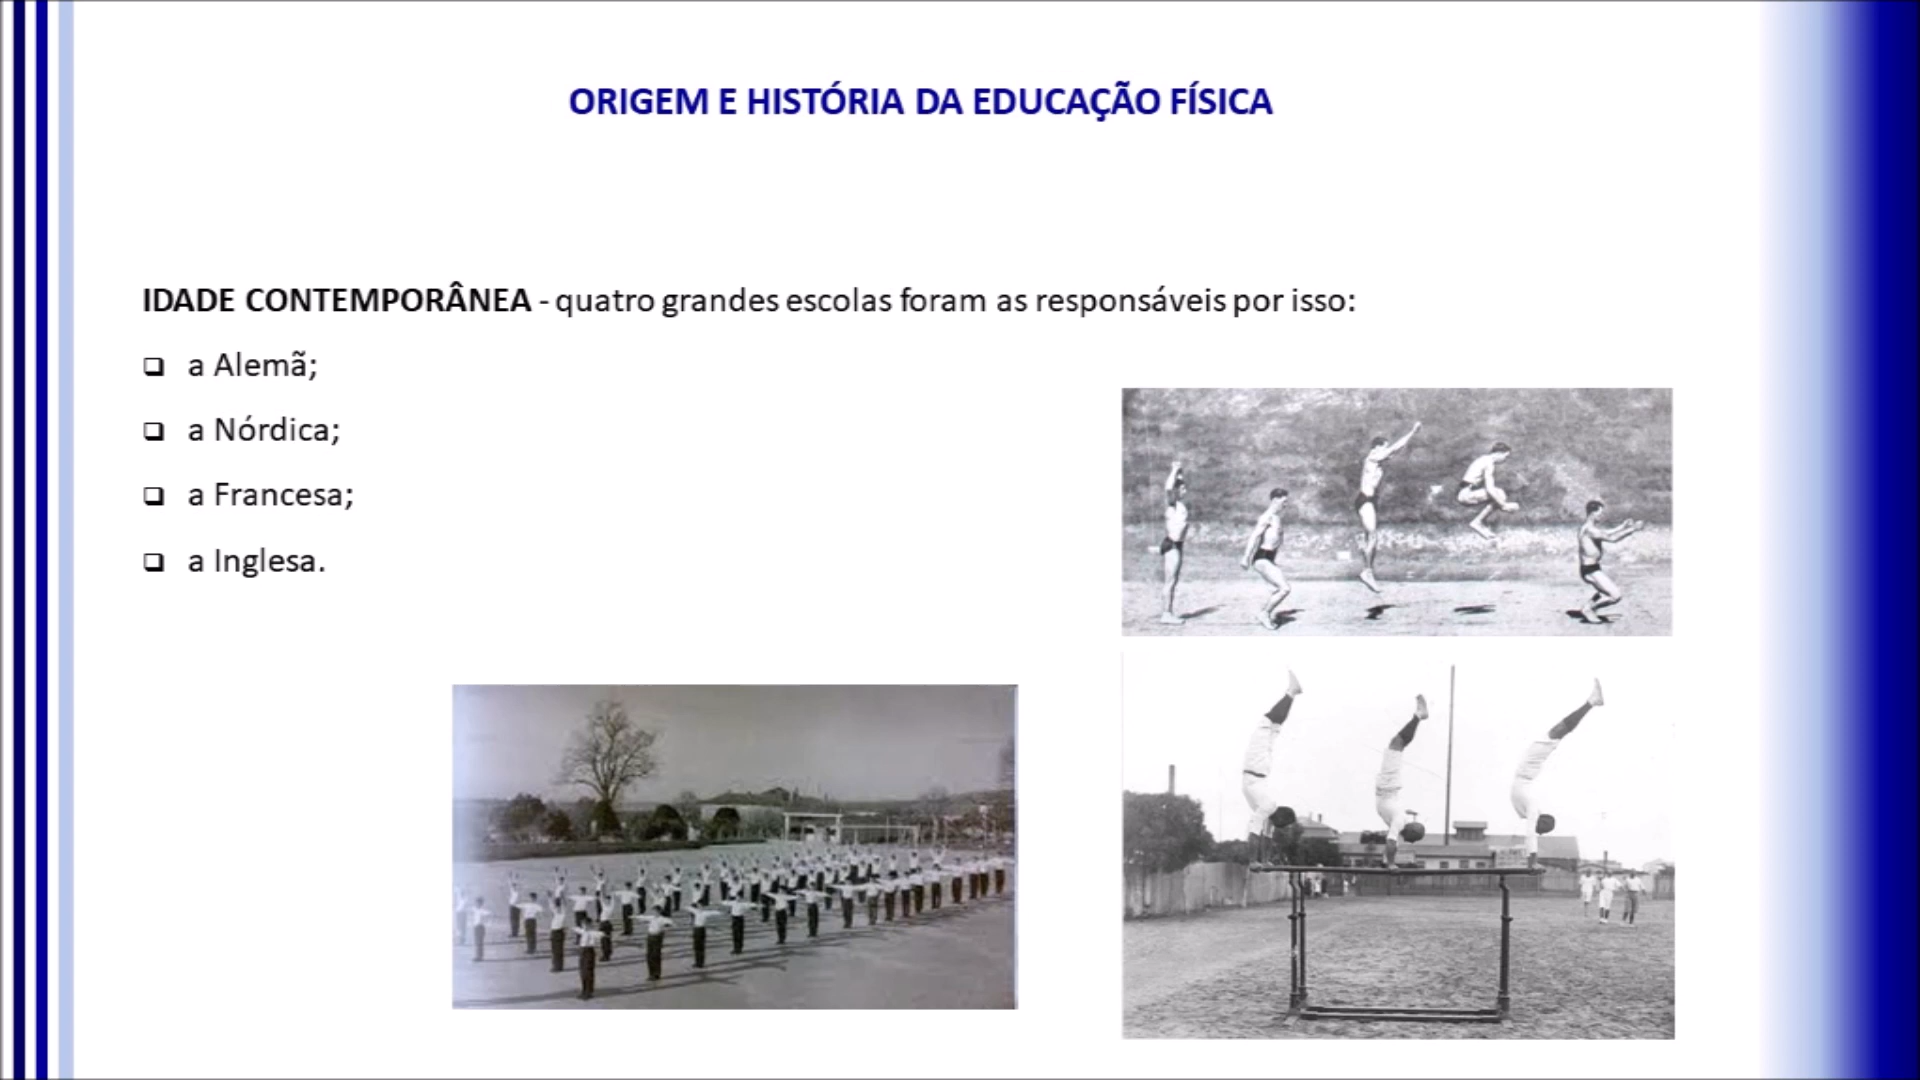 ORIGEM E HISTÓRIA DA EDUCAÇÃO FÍSICA
IDADE CONTEMPORÂNEA - quatro grandes escolas foram as responsáveis por isso:
❑ a Alemã;
❑ a Nórdica;
❑ a Francesa;
❑ a Inglesa.